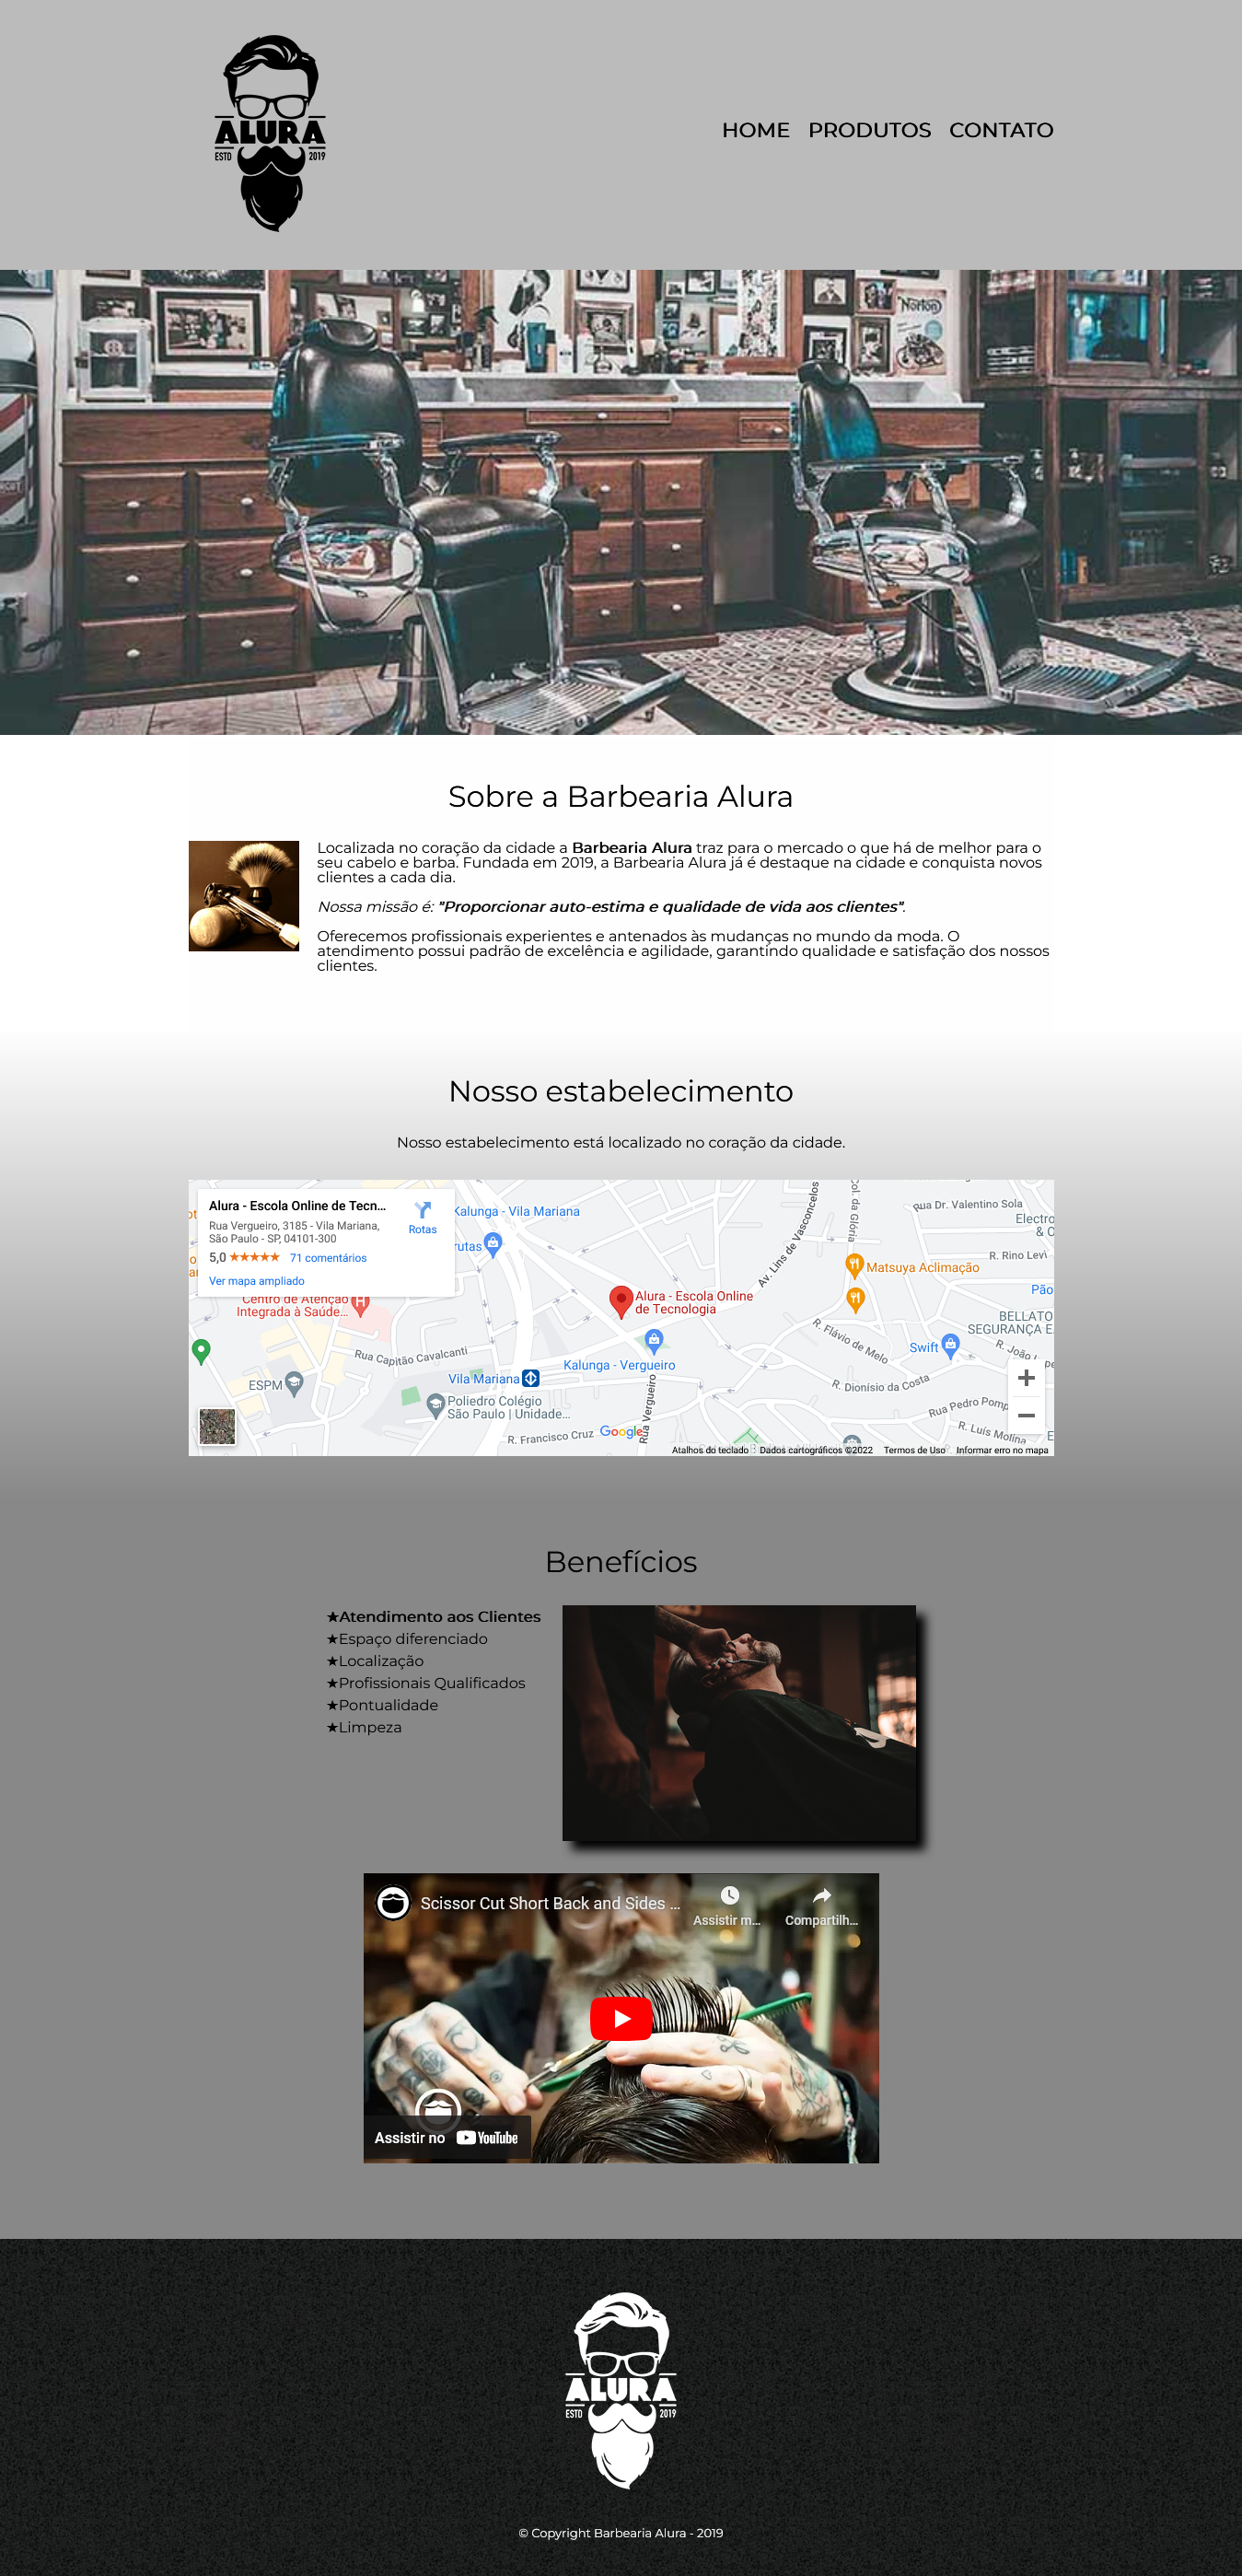 ALURA
ESTD 2019
HOME PRODUTOS CONTATO
Norton
Sobre a Barbearia Alura
Localizada no coração da cidade a Barbearia Alura traz para o mercado o que há de melhor para o
seu cabelo e barba. Fundada em 2019, a Barbearia Alura já é destaque na cidade e conquista novos
clientes a cada dia.
Nossa missão é: "Proporcionar auto-estima e qualidade de vida aos clientes".
Oferecemos profissionais experientes e antenados às mudanças no mundo da moda. O
atendimento possui padrão de excelência e agilidade, garantindo qualidade e satisfação dos nossos
clientes.
Nosso estabelecimento
Nosso estabelecimento está localizado no coração da cidade.
Alura - Escola Online de Tecn...
Rua Vergueiro, 3185 - Vila Mariana,
São Paulo - SP, 04101-300
5,0 ★★★★★ 71 comentários
Ver mapa ampliado
Rotas
Kalunga - Vila Mariana
rutas
Col. da Glória
Av. Lins de Vasconcelos
Rua Dr. Valentino Sola
Electro
& C
R. Rino Levi
Matsuya Aclimação
Pão
Alura - Escola Online
de Tecnologia
Centro de Atenção
Integrada à Saúde...
H
BELLATO
SEGURANÇA E
R. Flávio de Melo
Swift
R. João L
Kalunga - Vergueiro
Rua Capitão Cavalcanti
Vila Mariana
ESPM
R. Dionísio da Costa
Poliedro Colégio
São Paulo | Unidade...
Rua Pedro Pomp
R. Luís Molina
R. Francisco Cruz
Google
Rua Vergueiro
Atalhos do teclado Dados cartográficos ©2022 Termos de Uso Informar erro no mapa
Benefícios
★Atendimento aos Clientes
★Espaço diferenciado
★Localização
★Profissionais Qualificados
★Pontualidade
★Limpeza
Scissor Cut Short Back and Sides ...
Assistir m...
Compartilh...
Assistir no YouTube
ALURA
ESTD 2019
© Copyright Barbearia Alura - 2019